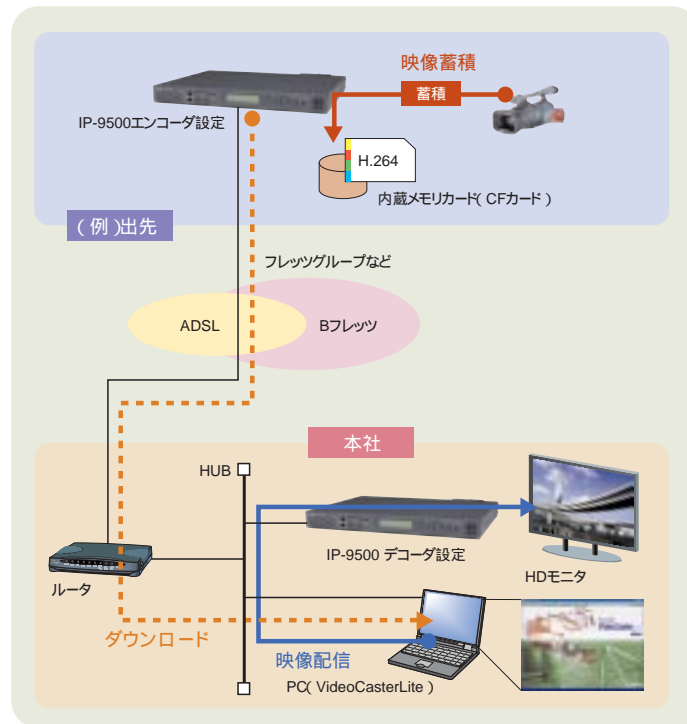 映像蓄積
蓄積
IP-9500エンコーダ設定
H.264
内蔵メモリカード( CFカード )
( 例 )出先
フレッツグループなど
ADSL
Bフレッツ
本社
HUB
IP-9500 デコーダ設定
HDモニタ
ルータ
ダウンロード
映像配信
PC( VideoCasterLite )